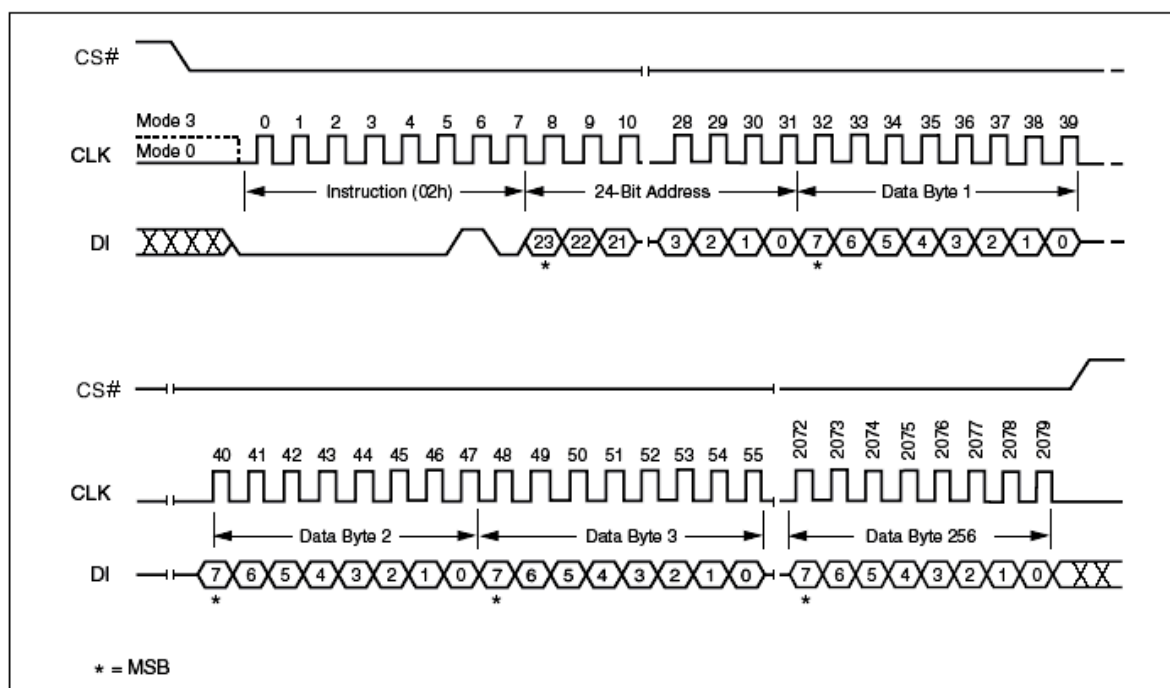 CS#
Mode 3
0 1 2 3 4 5 6 7 8 9 10 28 29 30 31 32 33 34 35 36 37 38 39
CLK
Mode 0
Instruction (02h) 24-Bit Address Data Byte 1
DI
23 22 21 3 2 1 0 7 6 5 4 3 2 1 0
* *
CS#
40 41 42 43 44 45 46 47 48 49 50 51 52 53 54 55 2072 2073 2074 2075 2076 2077 2078 2079
CLK
Data Byte 2 Data Byte 3 Data Byte 256
DI
7 6 5 4 3 2 1 0 7 6 5 4 3 2 1 0 7 6 5 4 3 2 1 0
* * *
* = MSB